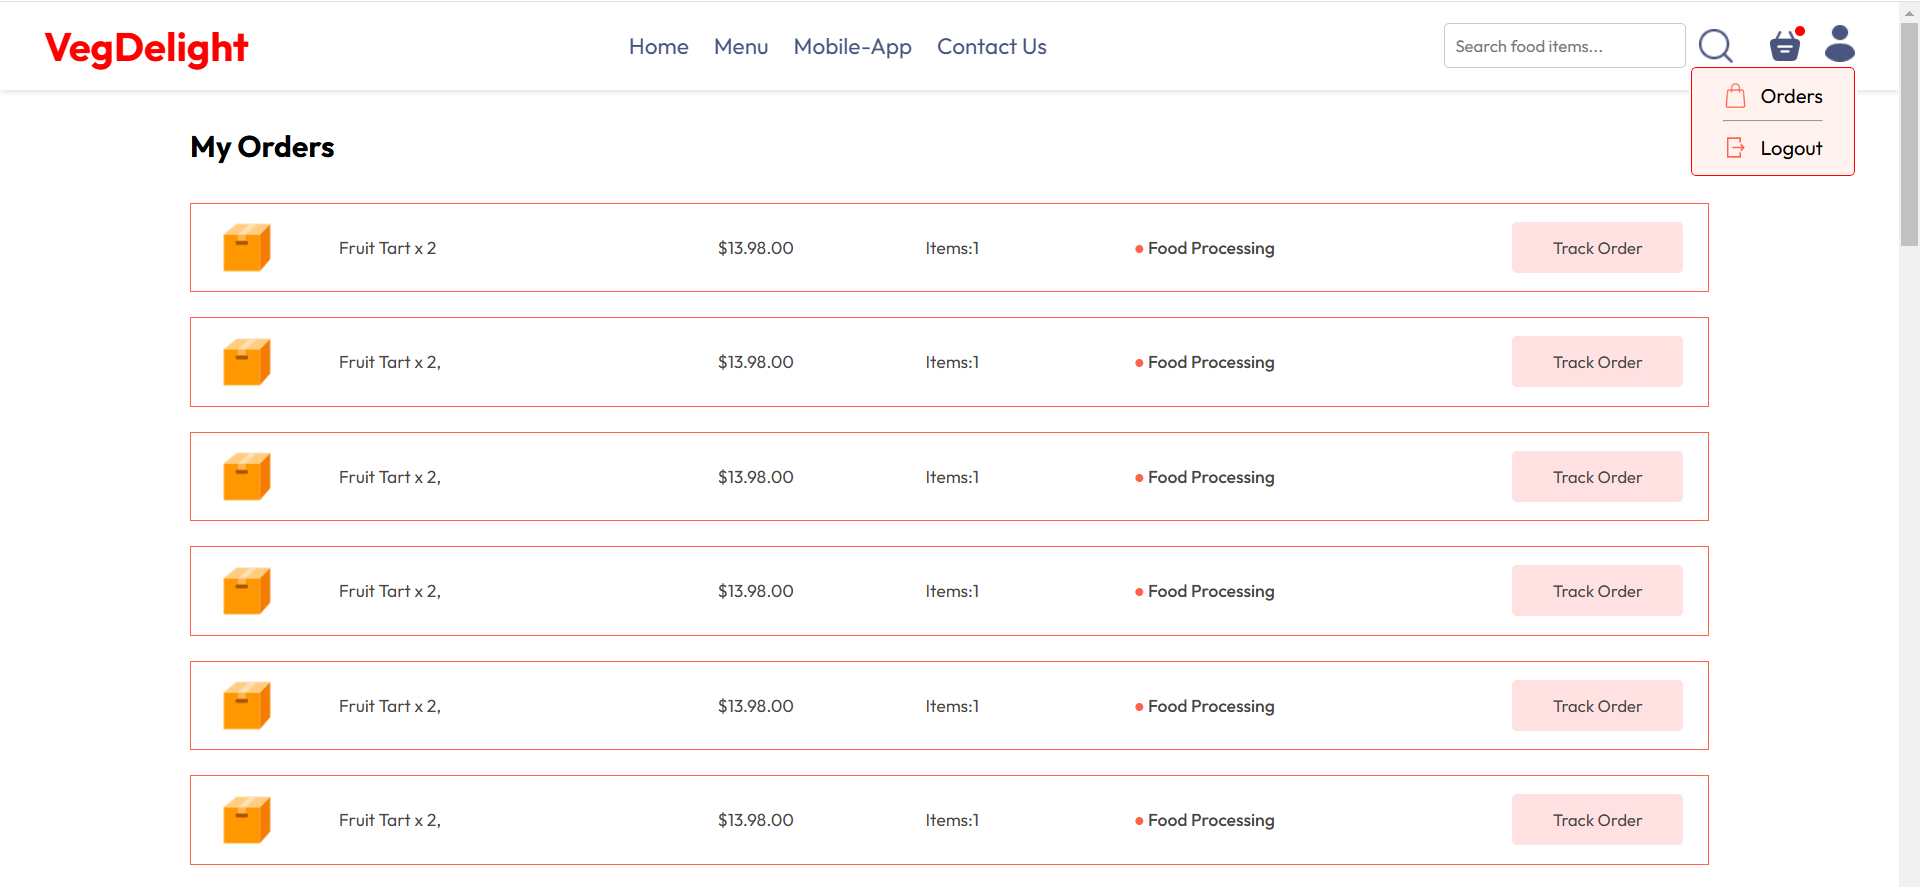 VegDelight
Home Menu Mobile-App Contact Us
Search food items...
Orders
Logout
My Orders
Fruit Tart x 2 $13.98.00 Items:1 ● Food Processing Track Order
Fruit Tart x 2, $13.98.00 Items:1 ● Food Processing Track Order
Fruit Tart x 2, $13.98.00 Items:1 ● Food Processing Track Order
Fruit Tart x 2, $13.98.00 Items:1 ● Food Processing Track Order
Fruit Tart x 2, $13.98.00 Items:1 ● Food Processing Track Order
Fruit Tart x 2, $13.98.00 Items:1 ● Food Processing Track Order